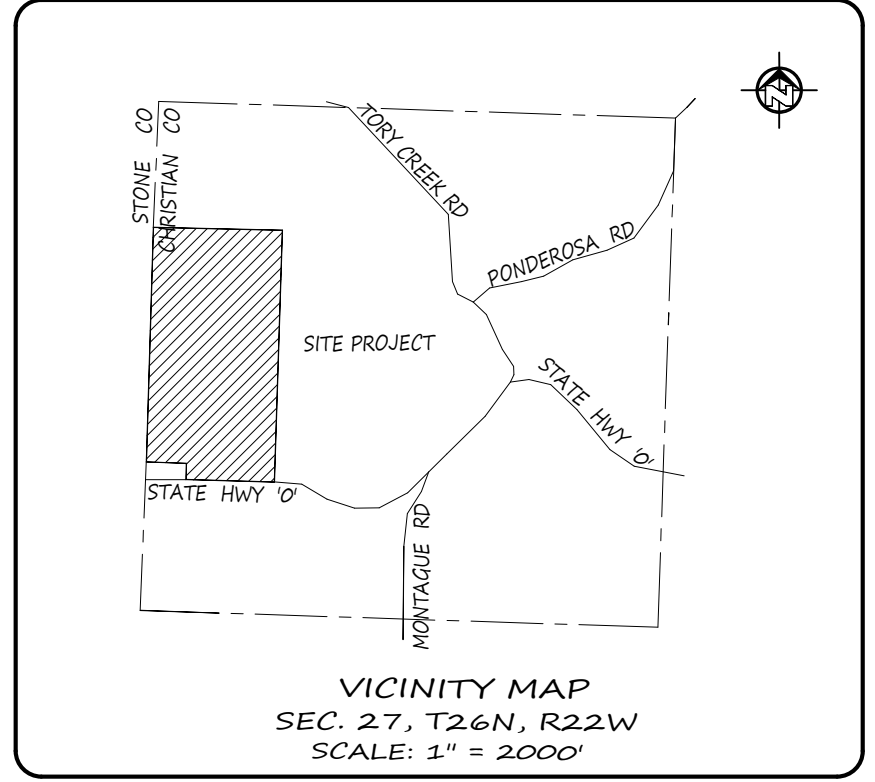 N
STONE CO
CHRISTIAN CO
TORY CREEK RD
PONDEROSA RD
SITE PROJECT
STATE HWY 'O'
STATE HWY 'O'
MONTAGUE RD
VICINITY MAP
SEC. 27, T26N, R22W
SCALE: 1" = 2000'